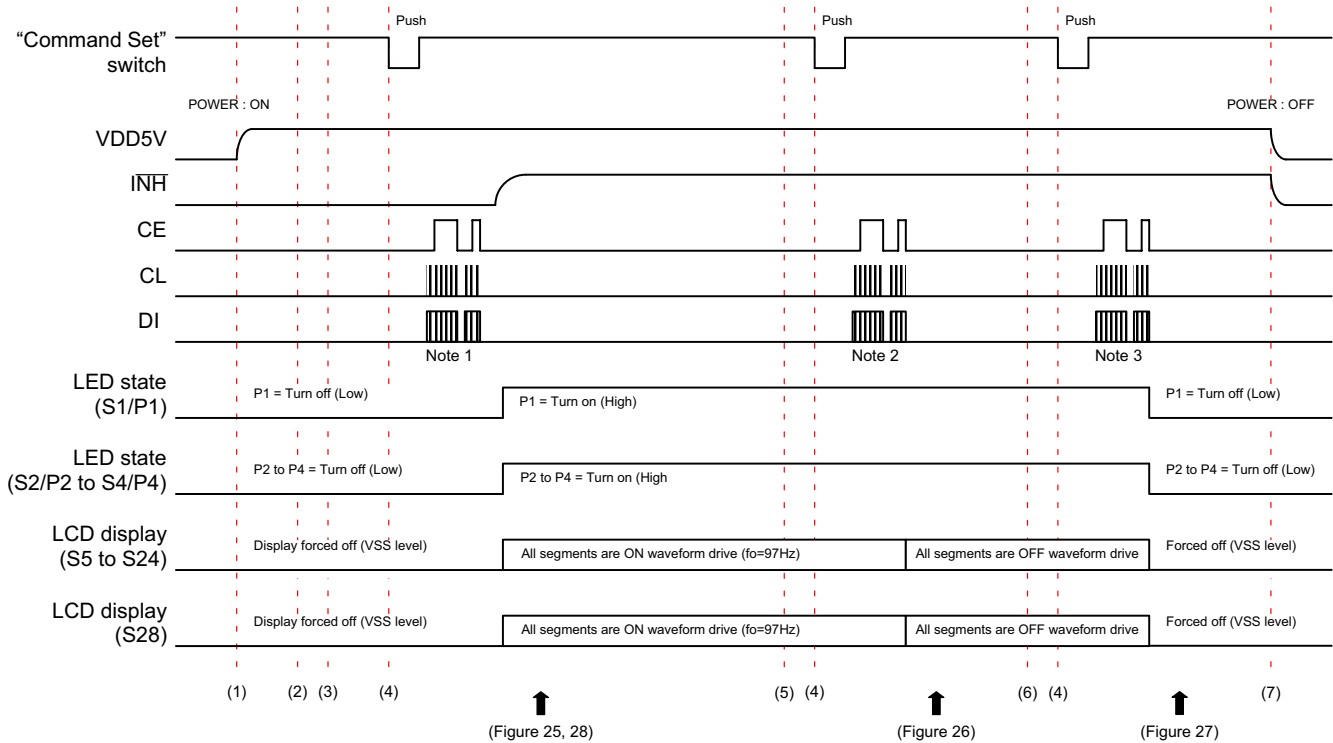 Push Push Push
“Command Set”
switch
POWER : ON POWER : OFF
VDD5V
INH
CE
CL
DI
Note 1 Note 2 Note 3
LED state
(S1/P1)
P1 = Turn off (Low) P1 = Turn on (High) P1 = Turn off (Low)
LED state
(S2/P2 to S4/P4)
P2 to P4 = Turn off (Low) P2 to P4 = Turn on (High P2 to P4 = Turn off (Low)
LCD display
(S5 to S24)
Display forced off (VSS level) All segments are ON waveform drive (fo=97Hz) All segments are OFF waveform drive Forced off (VSS level)
LCD display
(S28)
Display forced off (VSS level) All segments are ON waveform drive (fo=97Hz) All segments are OFF waveform drive Forced off (VSS level)
(1) (2) (3) (4) (5) (4) (6) (4) (7)
(Figure 25, 28) (Figure 26) (Figure 27)